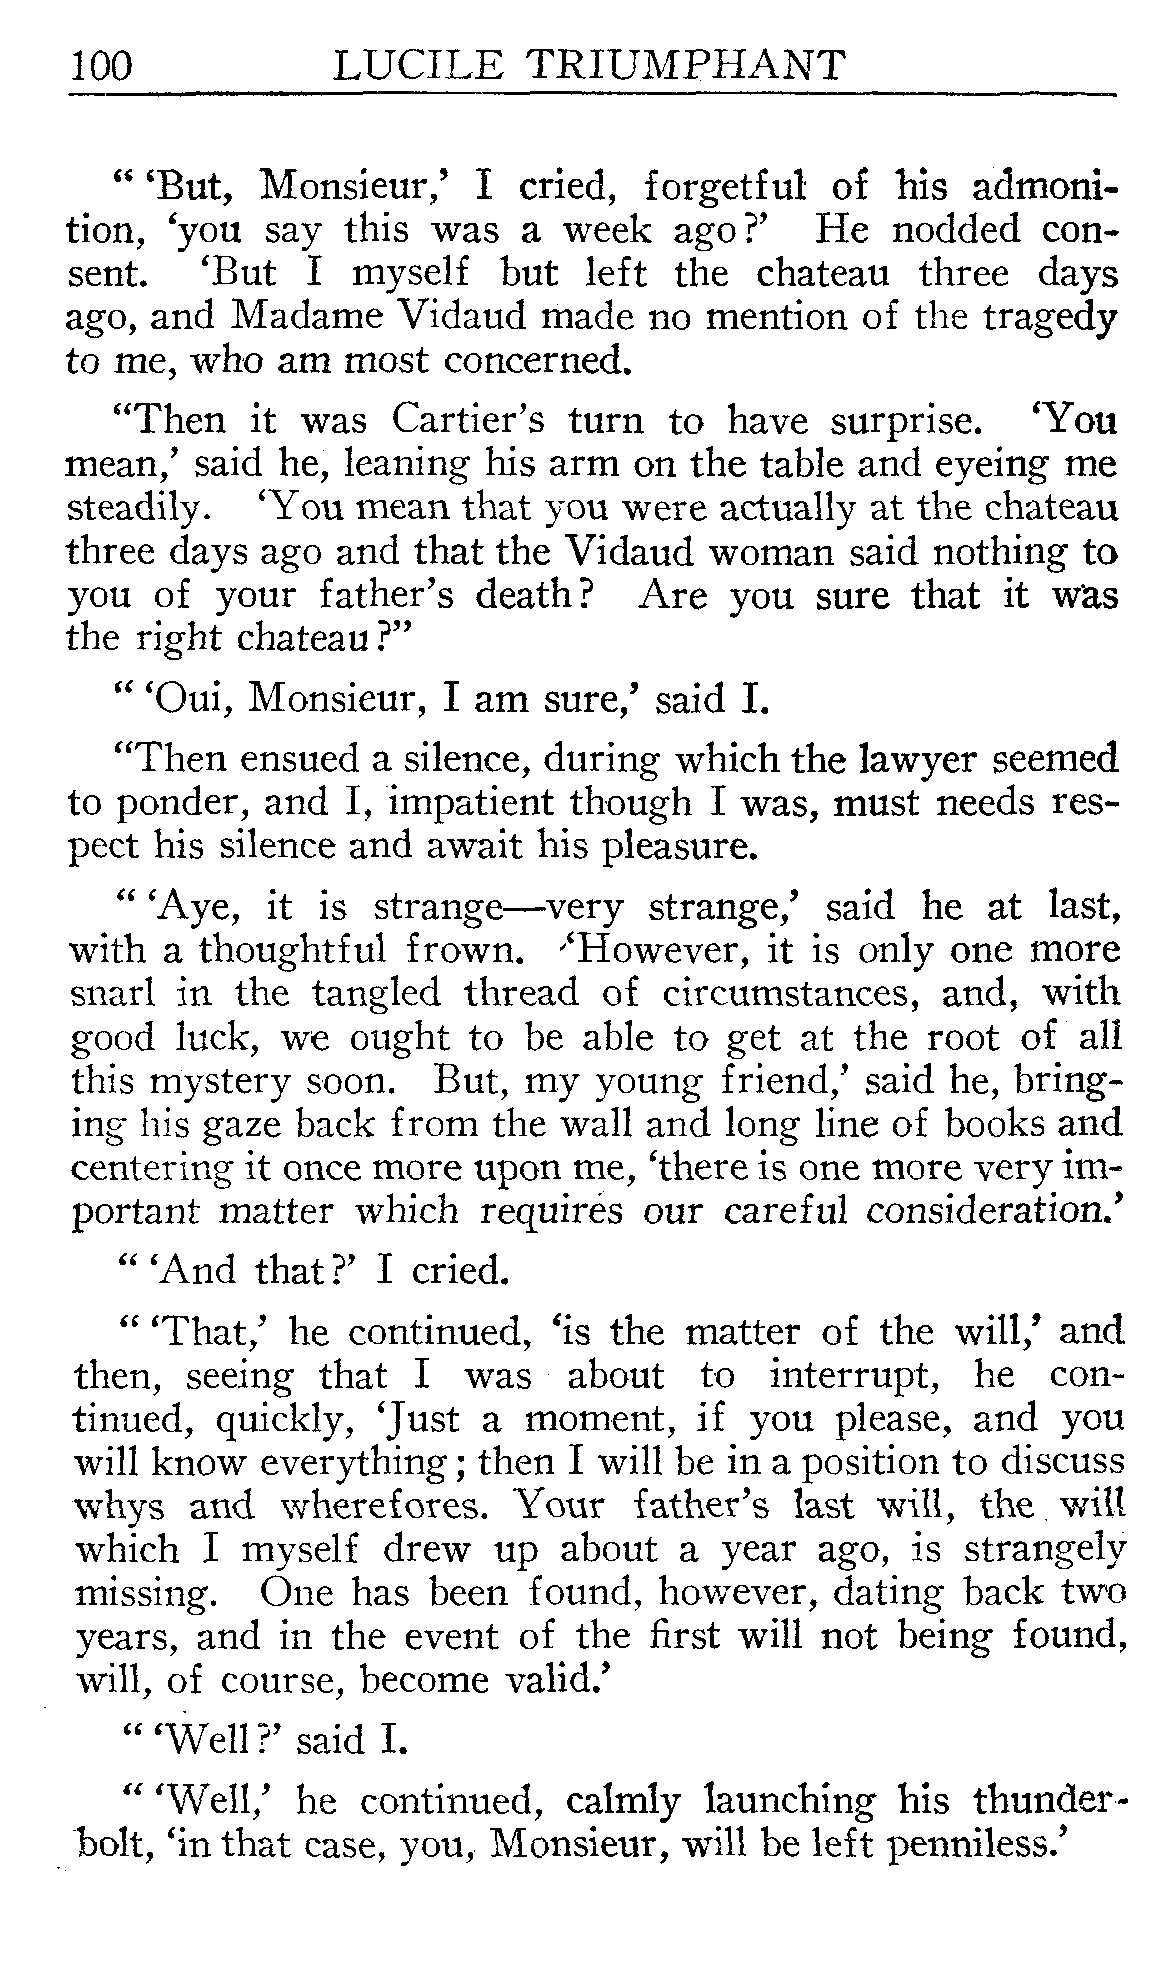 100 LUCILE TRIUMPHANT
“ ‘But, Monsieur,’ I cried, forgetful of his admoni-
tion, ‘you say this was a week ago?’ He nodded con-
sent. ‘But I myself but left the chateau three days
ago, and Madame Vidaud made no mention of the tragedy
to me, who am most concerned.
“Then it was Cartier’s turn to have surprise. ‘You
mean,’ said he, leaning his arm on the table and eyeing me
steadily. ‘You mean that you were actually at the chateau
three days ago and that the Vidaud woman said nothing to
you of your father’s death? Are you sure that it was
the right chateau?”
“ ‘Oui, Monsieur, I am sure,’ said I.
“Then ensued a silence, during which the lawyer seemed
to ponder, and I, impatient though I was, must needs res-
pect his silence and await his pleasure.
“ ‘Aye, it is strange—very strange,’ said he at last,
with a thoughtful frown. ‘However, it is only one more
snarl in the tangled thread of circumstances, and, with
good luck, we ought to be able to get at the root of all
this mystery soon. But, my young friend,’ said he, bring-
ing his gaze back from the wall and long line of books and
centering it once more upon me, ‘there is one more very im-
portant matter which requires our careful consideration.’
“ ‘And that?’ I cried.
“ ‘That,’ he continued, ‘is the matter of the will,’ and
then, seeing that I was about to interrupt, he con-
tinued, quickly, ‘Just a moment, if you please, and you
will know everything; then I will be in a position to discuss
whys and wherefores. Your father’s last will, the will
which I myself drew up about a year ago, is strangely
missing. One has been found, however, dating back two
years, and in the event of the first will not being found,
will, of course, become valid.’
“ ‘Well?’ said I.
“ ‘Well,’ he continued, calmly launching his thunder-
bolt, ‘in that case, you, Monsieur, will be left penniless.’